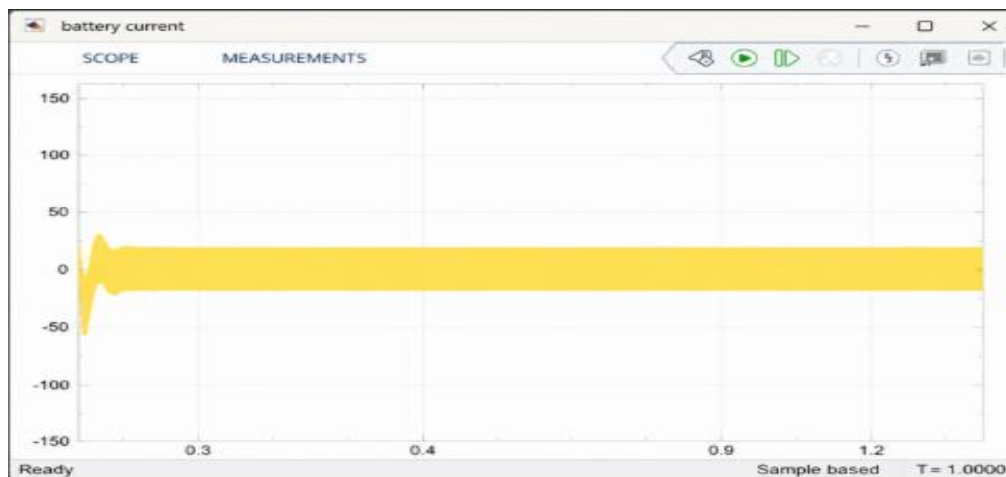 battery current
SCOPE MEASUREMENTS
150
100
50
0
-50
-100
-150
0.3 0.4 0.9 1.2
Ready Sample based T = 1.0000